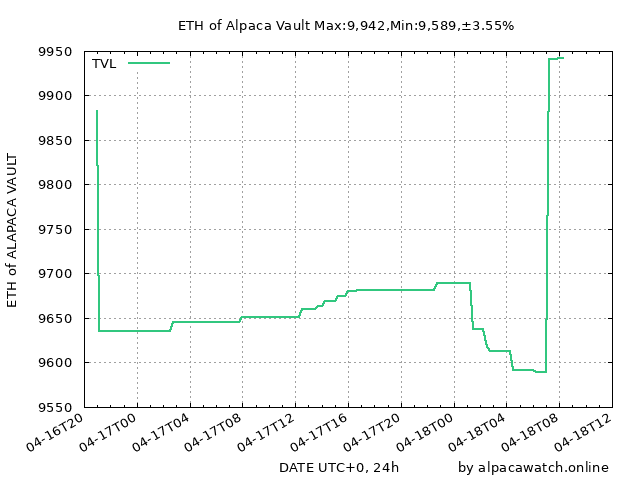 ETH of Alpaca Vault Max:9,942,Min:9,589,±3.55%
TVL
ETH of ALAPACA VAULT
9950
9900
9850
9800
9750
9700
9650
9600
9550
04-16T20
04-17T00
04-17T04
04-17T08
04-17T12
04-17T16
04-17T20
04-18T00
04-18T04
04-18T08
04-18T12
DATE UTC+0, 24h
by alpacawatch.online